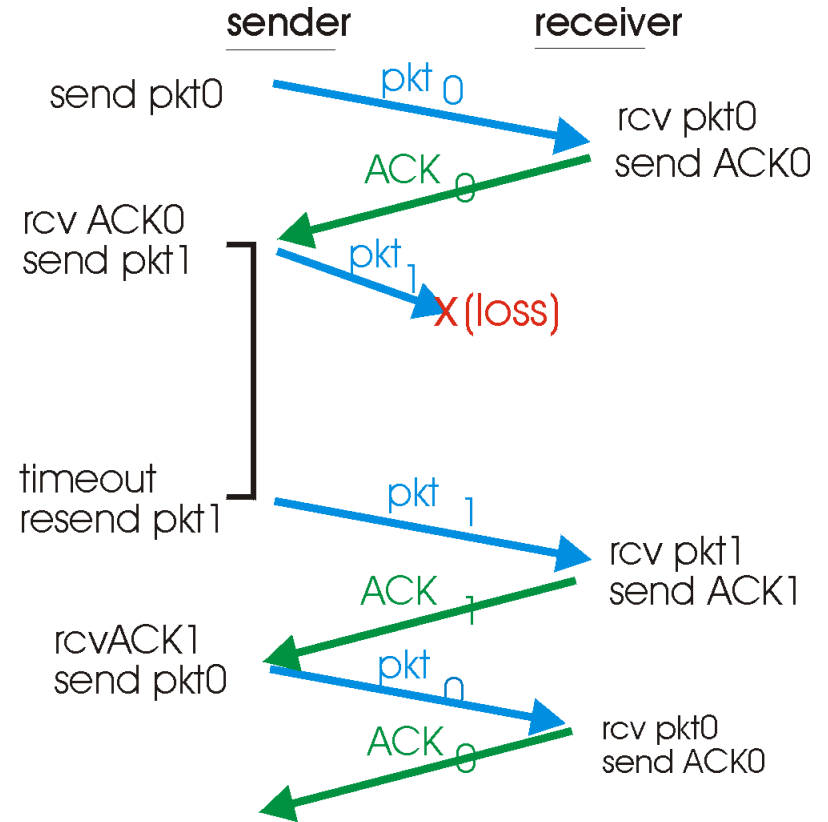 sender
receiver
send pkt0
pkt 0
rcv pkt0
send ACK0
ACK 0
rcv ACK0
send pkt1
pkt 1
X (loss)
timeout
resend pkt1
pkt 1
rcv pkt1
send ACK1
ACK 1
rcvACK1
send pkt0
pkt 0
rcv pkt0
send ACK0
ACK 0